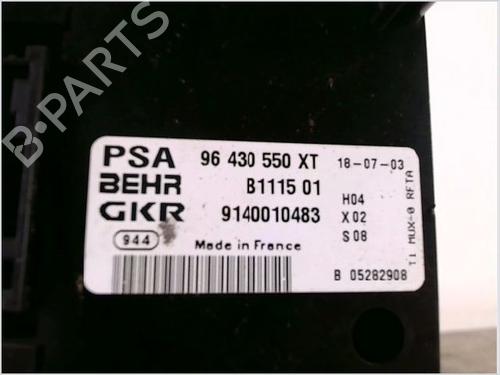 PSA 96 430 550 XT 18-07-03
BEHR B1115 01 H04
GKR 9140010483 X02
944 Made in France S08
B 05282908
T1 MUX-0 RFTA
B-PARTS